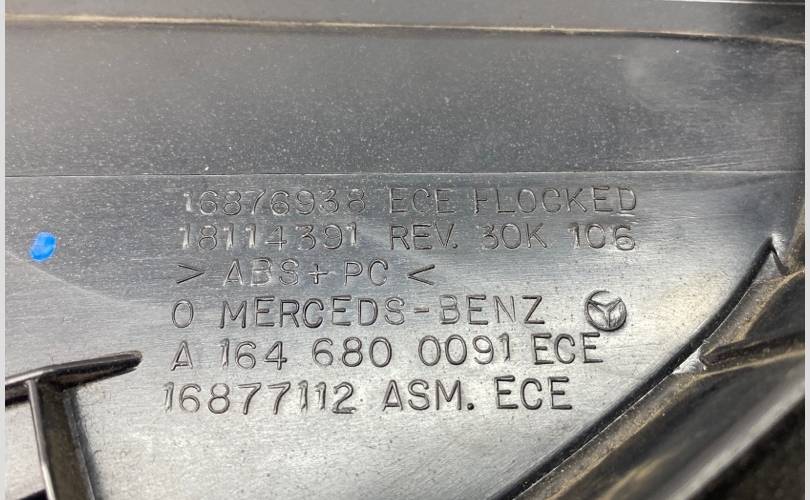 16876938 ECE FLOCKED
18114391 REV. 30K 106
> ABS+PC <
O MERCEDS-BENZ
A 164 680 0091 ECE
16877112 ASM. ECE